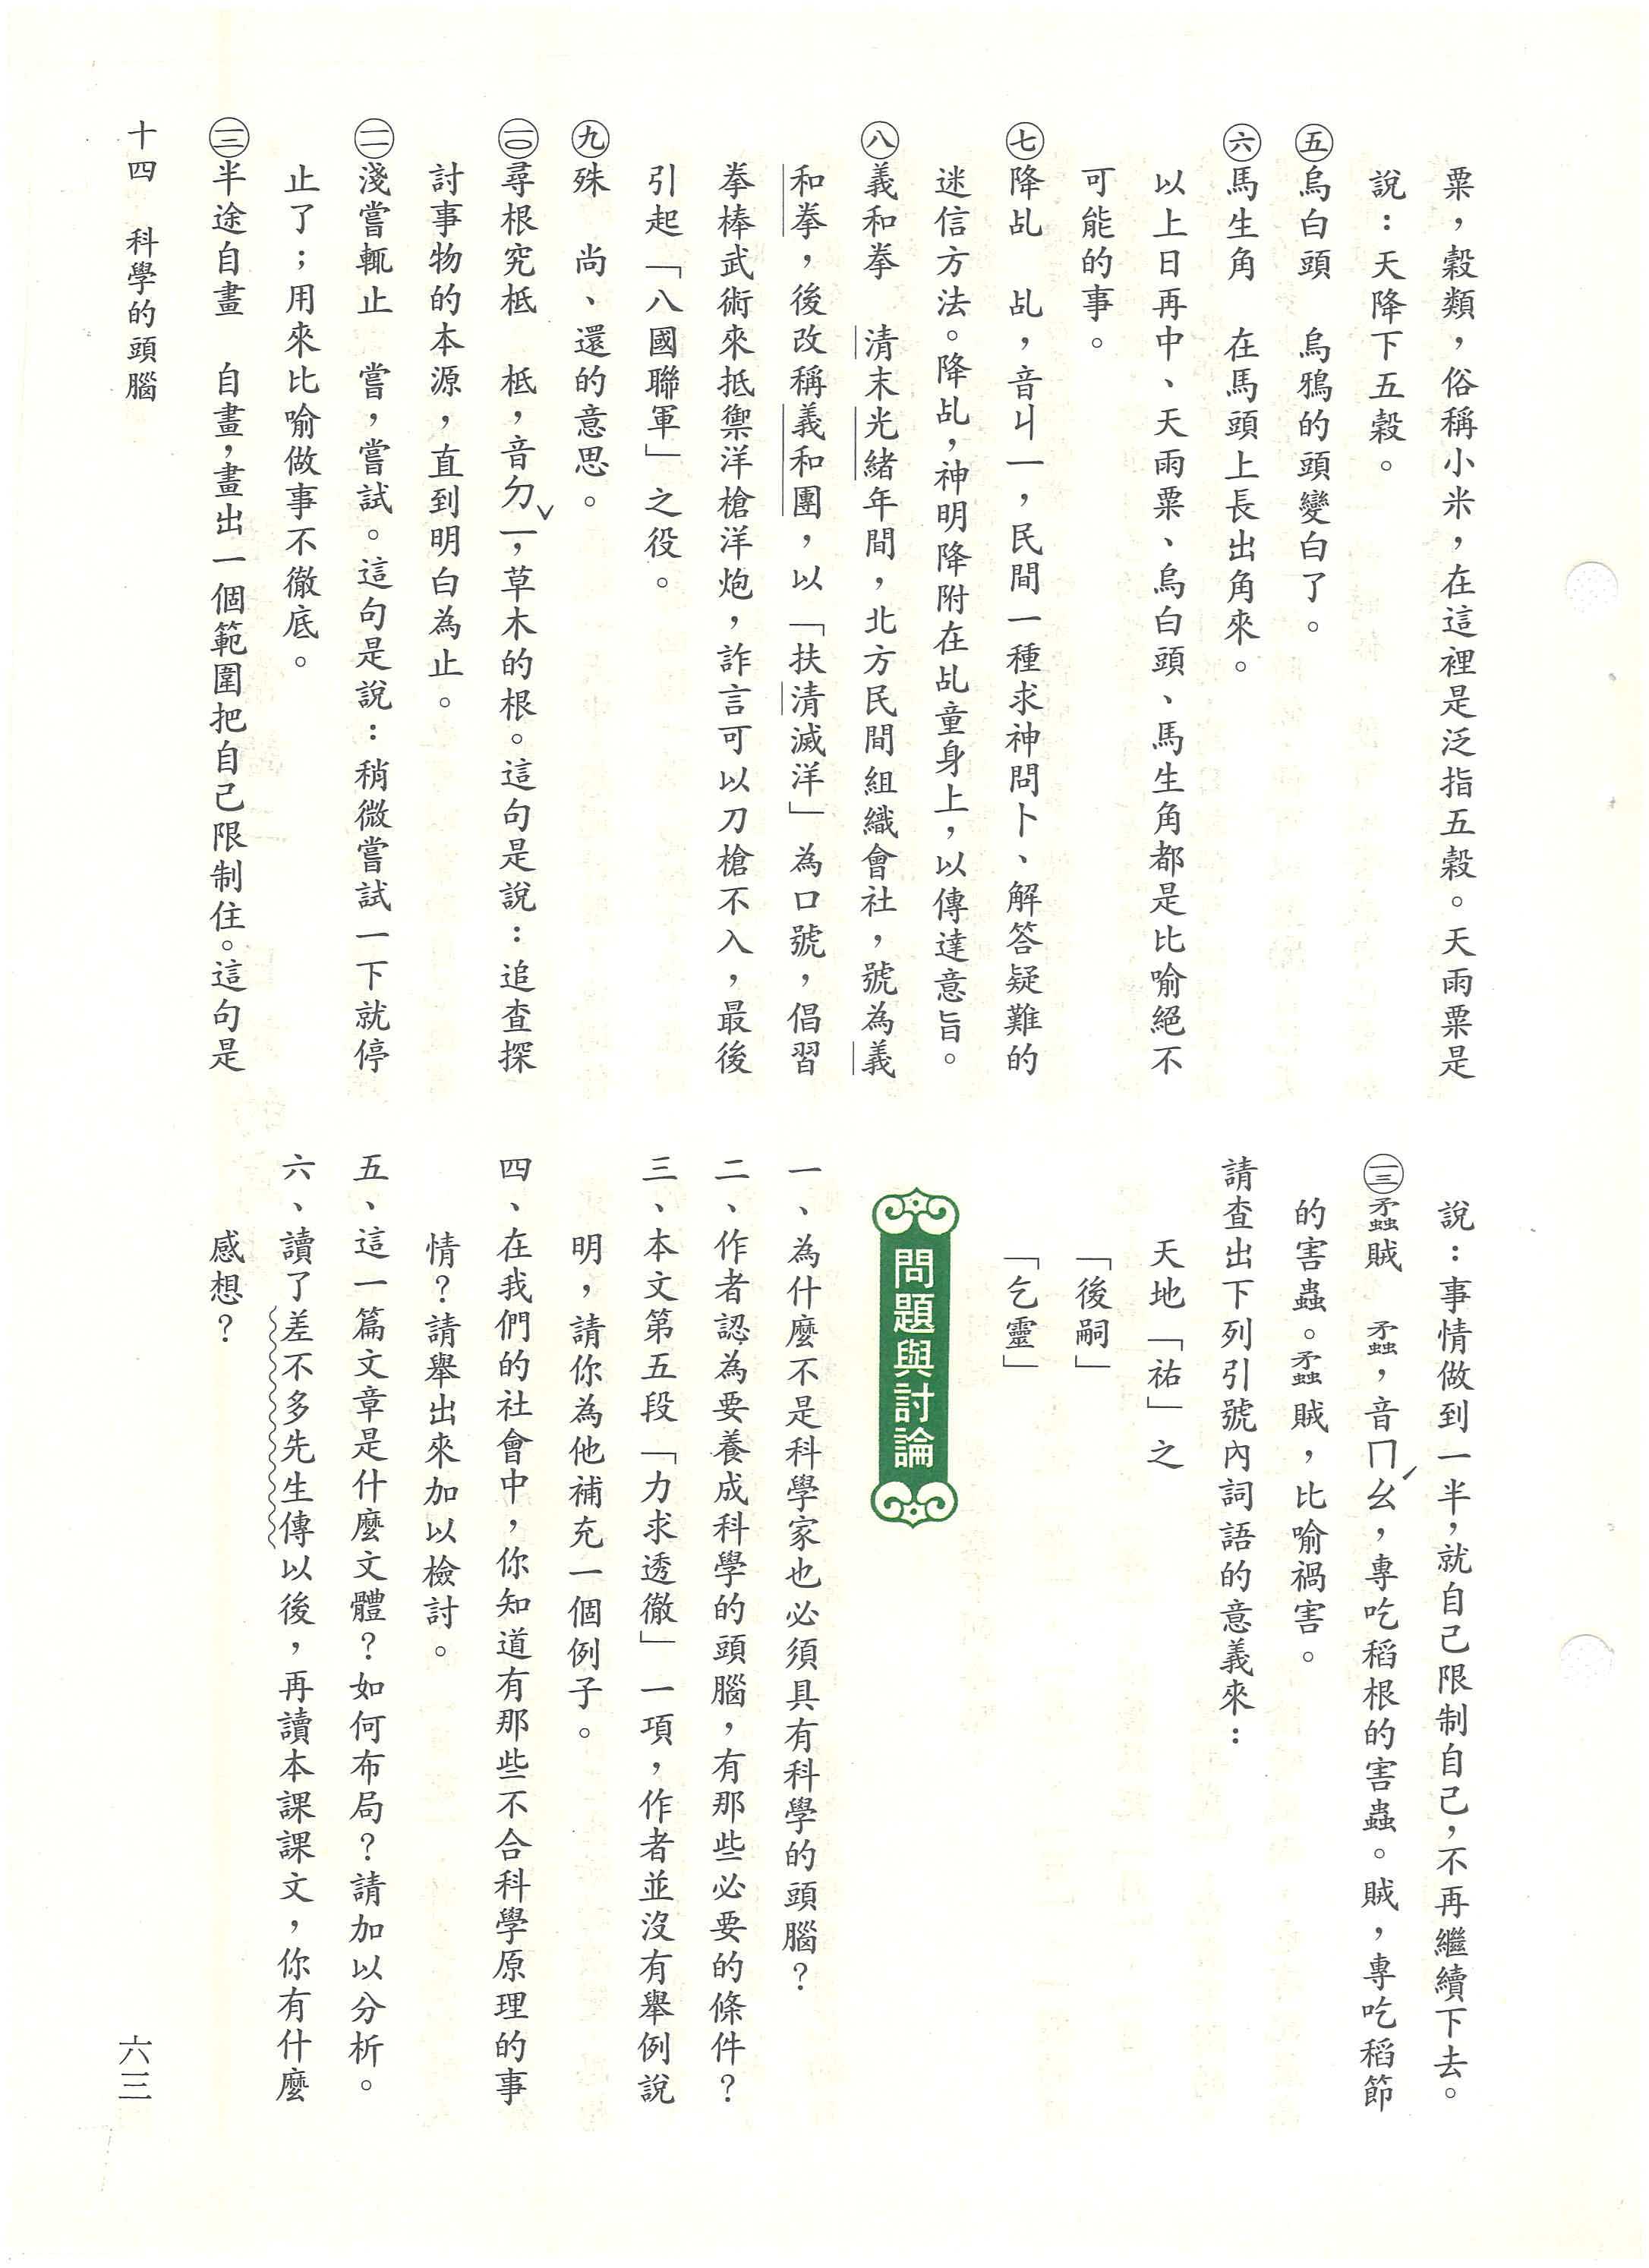 粟，穀類，俗稱小米，在這裡是泛指五穀。天雨粟是
說：天降下五穀。
㊄烏白頭　烏鴉的頭變白了。
㊅馬生角　在馬頭上長出角來。
以上日再中、天雨粟、烏白頭、馬生角都是比喻絕不
可能的事。
㊆降乩　乩，音ㄐㄧ，民間一種求神問卜、解答疑難的
迷信方法。降乩，神明降附在乩童身上，以傳達意旨。
㊇義和拳　清末光緒年間，北方民間組織會社，號為義
和拳，後改稱義和團，以「扶清滅洋」為口號，倡習
拳棒武術來抵禦洋槍洋炮，詐言可以刀槍不入，最後
引起「八國聯軍」之役。
㊈殊　尚、還的意思。
㊀〇尋根究柢　柢，音ㄉㄧˇ，草木的根。這句是說：追查探
討事物的本源，直到明白為止。
㊀一淺嘗輒止　嘗，嘗試。這句是說：稍微嘗試一下就停
止了；用來比喻做事不徹底。
㊀二半途自畫　自畫，畫出一個範圍把自己限制住。這句是
說：事情做到一半，就自己限制自己，不再繼續下去。
㊀三蟊賊　蟊，音ㄇㄠˊ，專吃稻根的害蟲。賊，專吃稻節
的害蟲。蟊賊，比喻禍害。
請查出下列引號內詞語的意義來：
天地「祐」之
「後嗣」
「乞靈」
問題與討論
一、為什麼不是科學家也必須具有科學的頭腦？
二、作者認為要養成科學的頭腦，有那些必要的條件？
三、本文第五段「力求透徹」一項，作者並沒有舉例說
明，請你為他補充一個例子。
四、在我們的社會中，你知道有那些不合科學原理的事
情？請舉出來加以檢討。
五、這一篇文章是什麼文體？如何布局？請加以分析。
六、讀了差不多先生傳以後，再讀本課課文，你有什麼
感想？
十四　科學的頭腦
六三